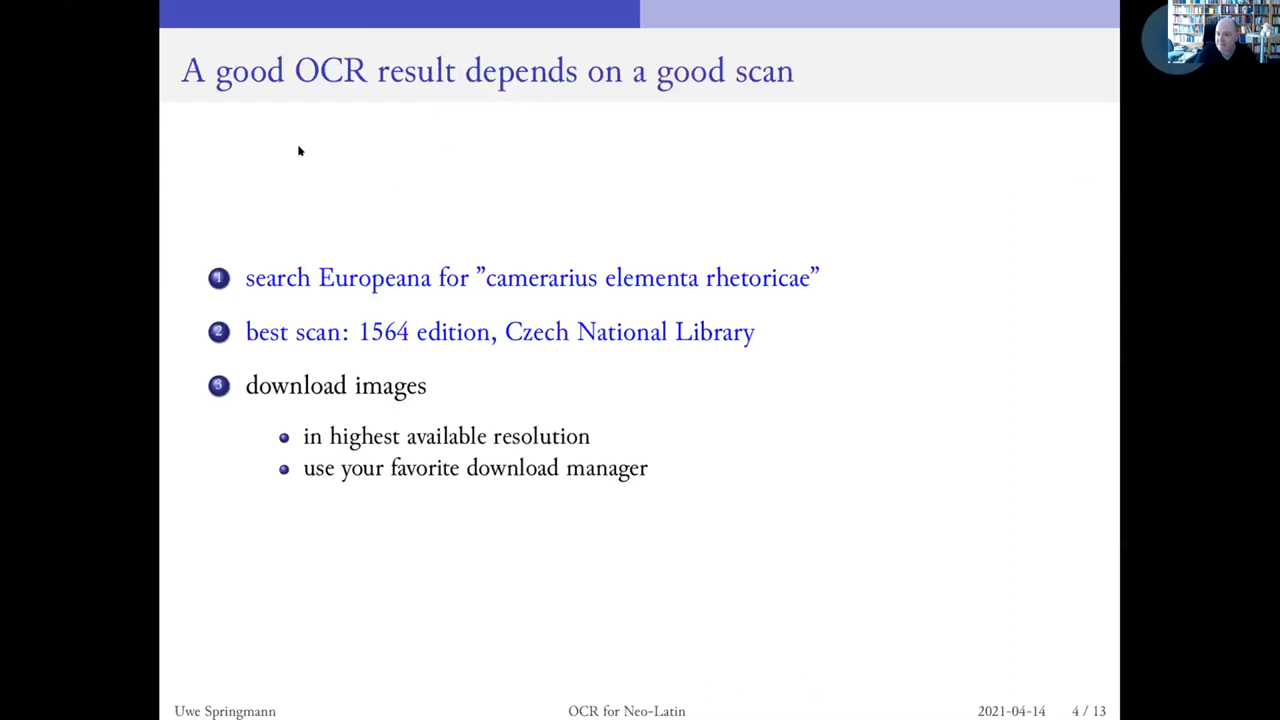 A good OCR result depends on a good scan
1 search Europeana for ”camerarius elementa rhetoricae”
2 best scan: 1564 edition, Czech National Library
3 download images
in highest available resolution
use your favorite download manager
Uwe Springmann OCR for Neo-Latin 2021-04-14 4 / 13